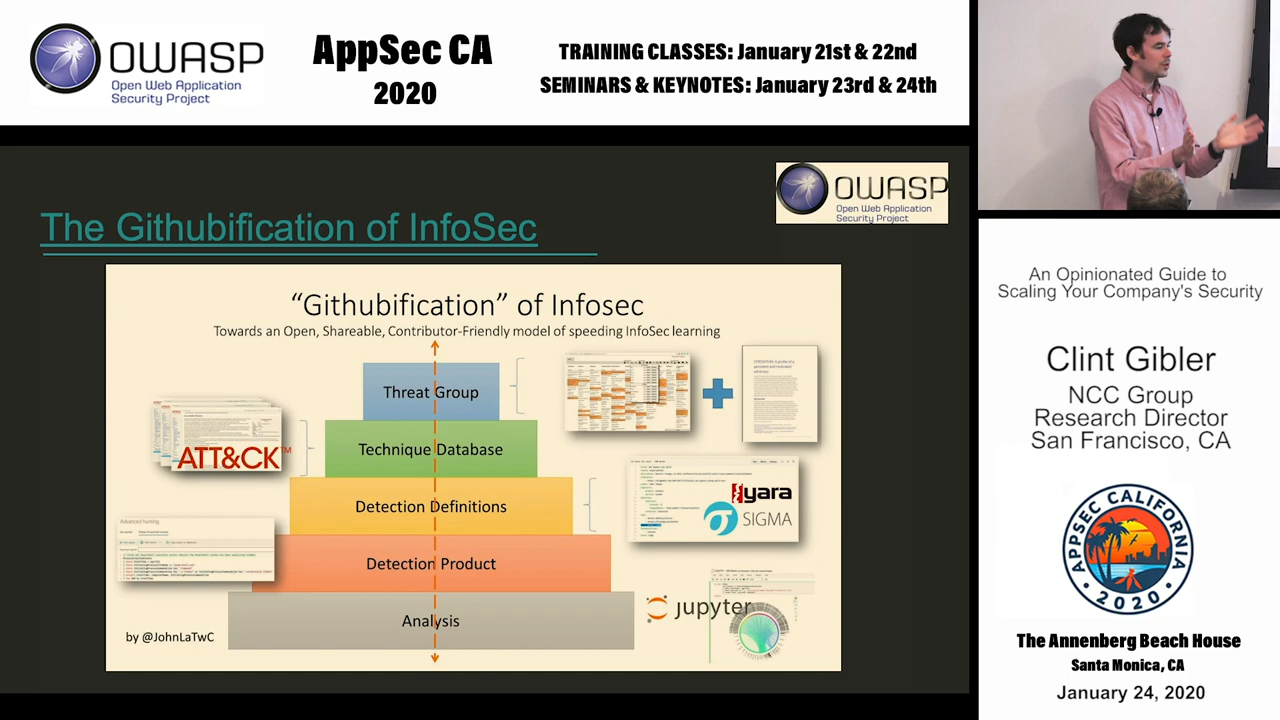 OWASP
Open Web Application
Security Project
AppSec CA
2020
TRAINING CLASSES: January 21st & 22nd
SEMINARS & KEYNOTES: January 23rd & 24th
The Githubification of InfoSec
OWASP
Open Web Application
Security Project
“Githubification” of Infosec
Towards an Open, Shareable, Contributor-Friendly model of speeding InfoSec learning
Threat Group
Technique Database
Detection Definitions
Detection Product
Analysis
ATT&CK™
Advanced hunting
yara
SIGMA
jupyter
by @JohnLaTwC
An Opinionated Guide to
Scaling Your Company's Security
Clint Gibler
NCC Group
Research Director
San Francisco, CA
APPSEC CALIFORNIA
2020
The Annenberg Beach House
Santa Monica, CA
January 24, 2020